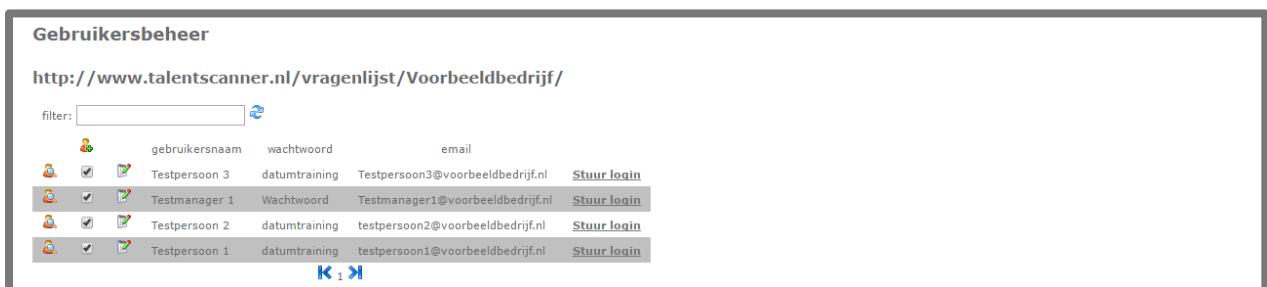 Gebruikersbeheer
http://www.talentscanner.nl/vragenlijst/Voorbeeldbedrijf/
filter:
gebruikersnaam wachtwoord email
Testpersoon 3 datumtraining Testpersoon3@voorbeeldbedrijf.nl Stuur login
Testmanager 1 Wachtwoord Testmanager1@voorbeeldbedrijf.nl Stuur login
Testpersoon 2 datumtraining testpersoon2@voorbeeldbedrijf.nl Stuur login
Testpersoon 1 datumtraining testpersoon1@voorbeeldbedrijf.nl Stuur login
1